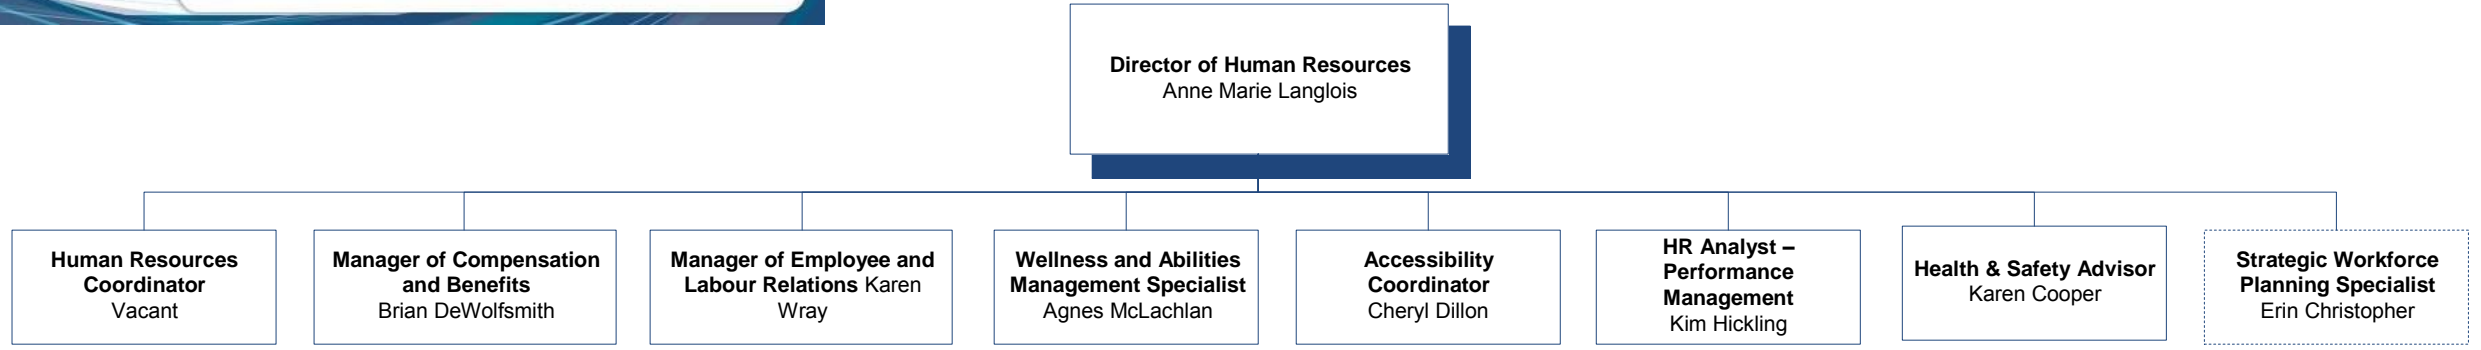 Director of Human Resources
Anne Marie Langlois
Human Resources
Coordinator
Vacant
Manager of Compensation
and Benefits
Brian DeWolfsmith
Manager of Employee and
Labour Relations Karen
Wray
Wellness and Abilities
Management Specialist
Agnes McLachlan
Accessibility
Coordinator
Cheryl Dillon
HR Analyst –
Performance
Management
Kim Hickling
Health & Safety Advisor
Karen Cooper
Strategic Workforce
Planning Specialist
Erin Christopher